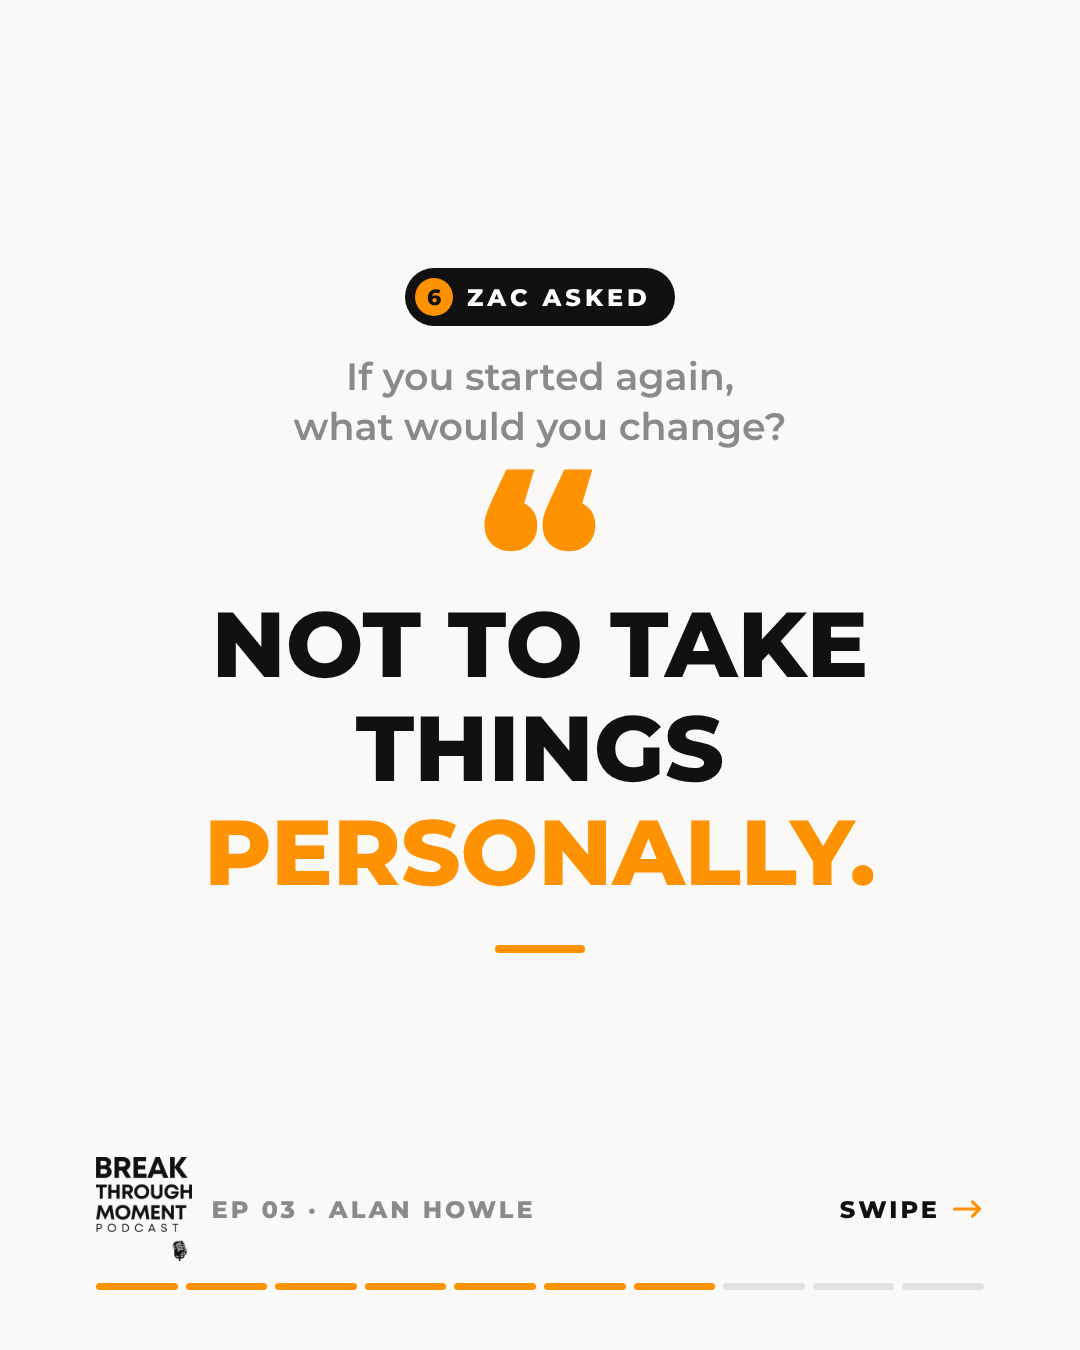 6 ZAC ASKED
If you started again,
what would you change?
“
NOT TO TAKE
THINGS
PERSONALLY.
BREAK
THROUGH
MOMENT
PODCAST
EP 03 · ALAN HOWLE
SWIPE →